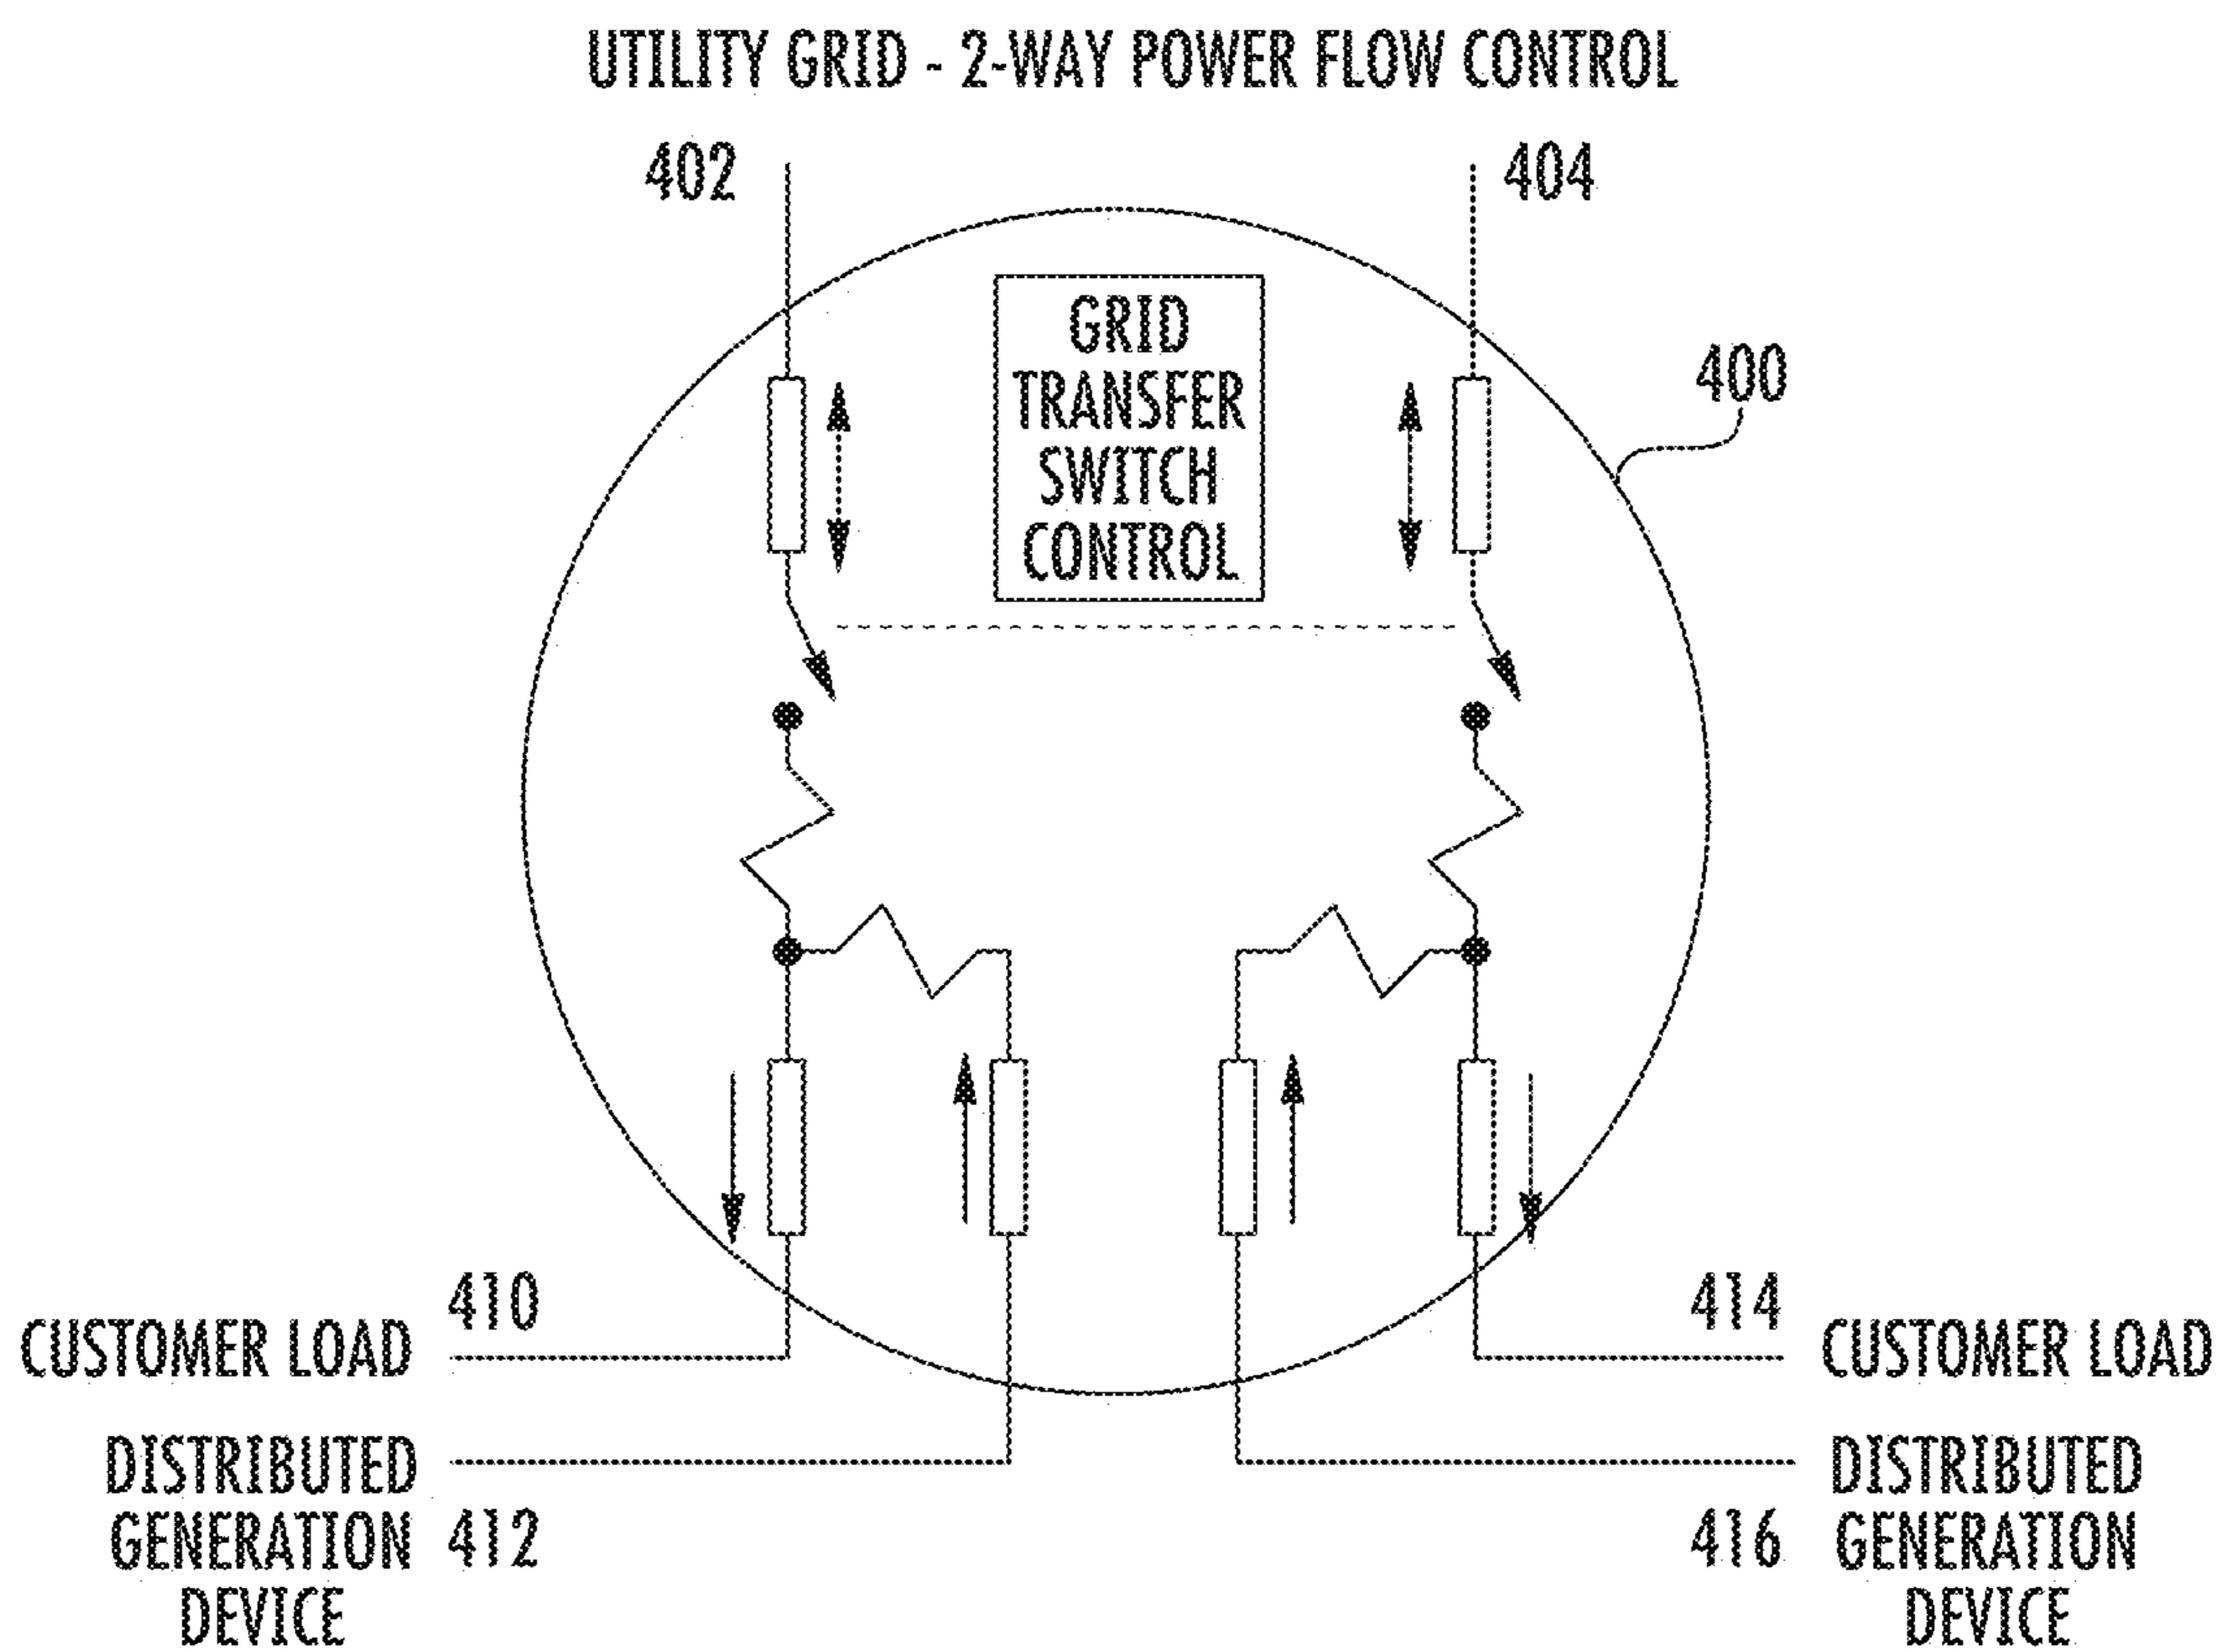 UTILITY GRID - 2-WAY POWER FLOW CONTROL
402
404
GRID
TRANSFER
SWITCH
CONTROL
400
410
CUSTOMER LOAD
414
CUSTOMER LOAD
DISTRIBUTED
GENERATION
DEVICE
412
416
DISTRIBUTED
GENERATION
DEVICE